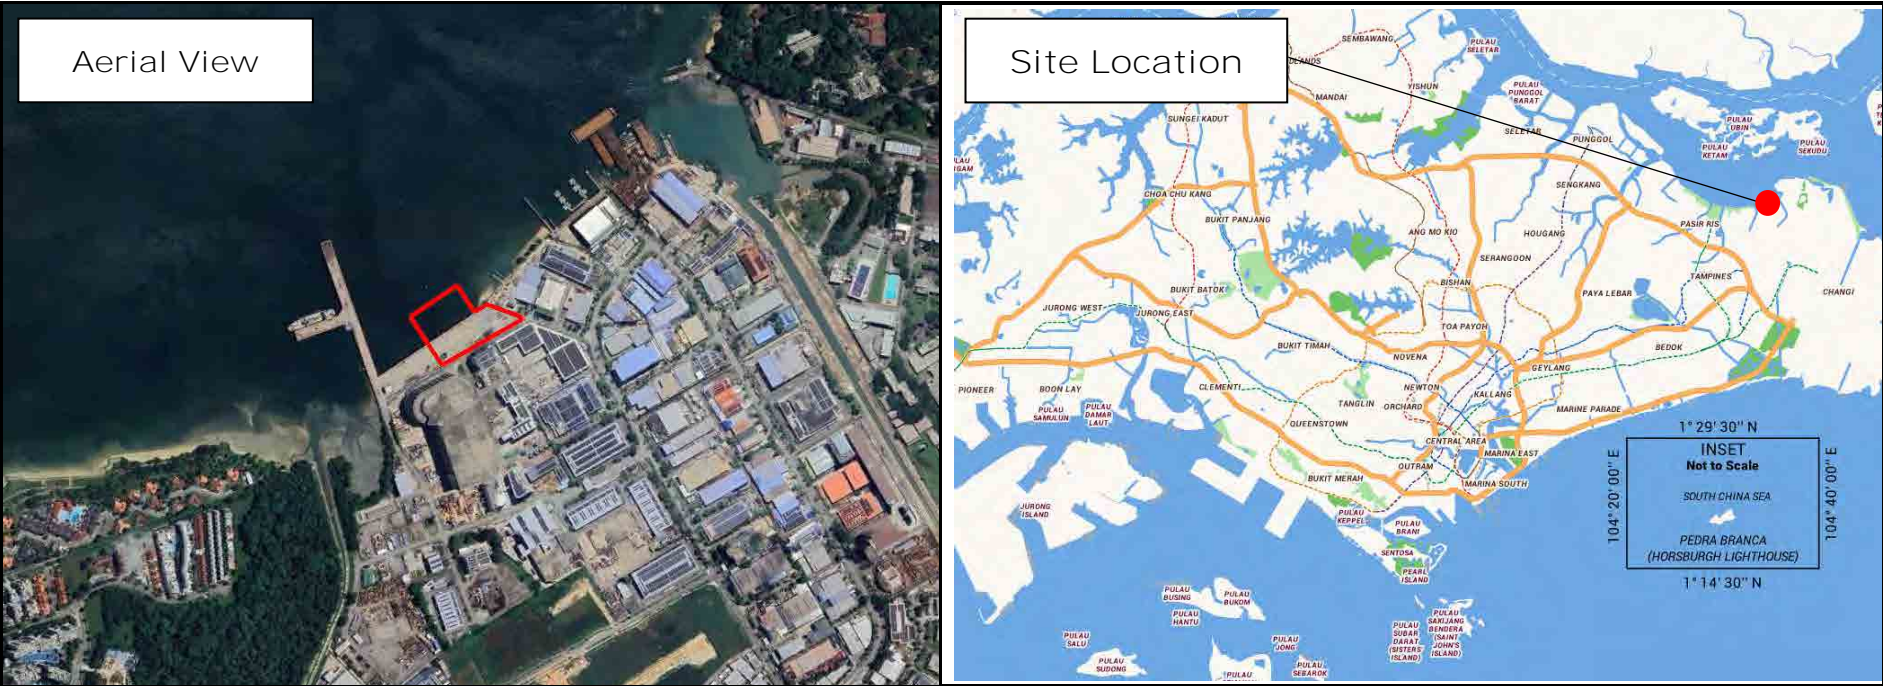 Aerial View
Site Location
SEMBAWANG
PULAU
SELETAR
DLANDS
MANDAI
YISHUN
PULAU
PUNGGOL
BARAT
SUNGEI KADUT
SELETAR
PUNGGOL
PULAU
UBIN
PULAU
KETAM
PULAU
SEKUDU
CHOA CHU KANG
SENGKANG
BUKIT PANJANG
ANG MO KIO
HOUGANG
PASIR RIS
SERANGOON
TAMPINES
BUKIT BATOK
BISHAN
PAYA LEBAR
CHANGI
JURONG WEST
JURONG EAST
TOA PAYOH
BUKIT TIMAH
NOVENA
BEDOK
GEYLANG
PIONEER
BOON LAY
CLEMENTI
NEWTON
KALLANG
TANGLIN
ORCHARD
MARINE PARADE
PULAU
SAMULUN
PULAU
DAMAR
LAUT
QUEENSTOWN
CENTRAL AREA
MARINA EAST
OUTRAM
BUKIT MERAH
MARINA SOUTH
JURONG
ISLAND
PULAU
KEPPEL
PULAU
BRANI
SENTOSA
PEARL
ISLAND
1° 29' 30" N
INSET
Not to Scale
SOUTH CHINA SEA
PEDRA BRANCA
(HORSBURGH LIGHTHOUSE)
104° 20' 00" E
104° 40' 00" E
1° 14' 30" N
PULAU
BUSING
PULAU
BUKOM
PULAU
HANTU
PULAU
SALU
PULAU
SUDONG
PULAU
JONG
PULAU
SEBAROK
PULAU
SUBAR
DARAT
(SISTERS'
ISLAND)
PULAU
SAKIJANG
BENDERA
(SAINT
JOHN'S
ISLAND)